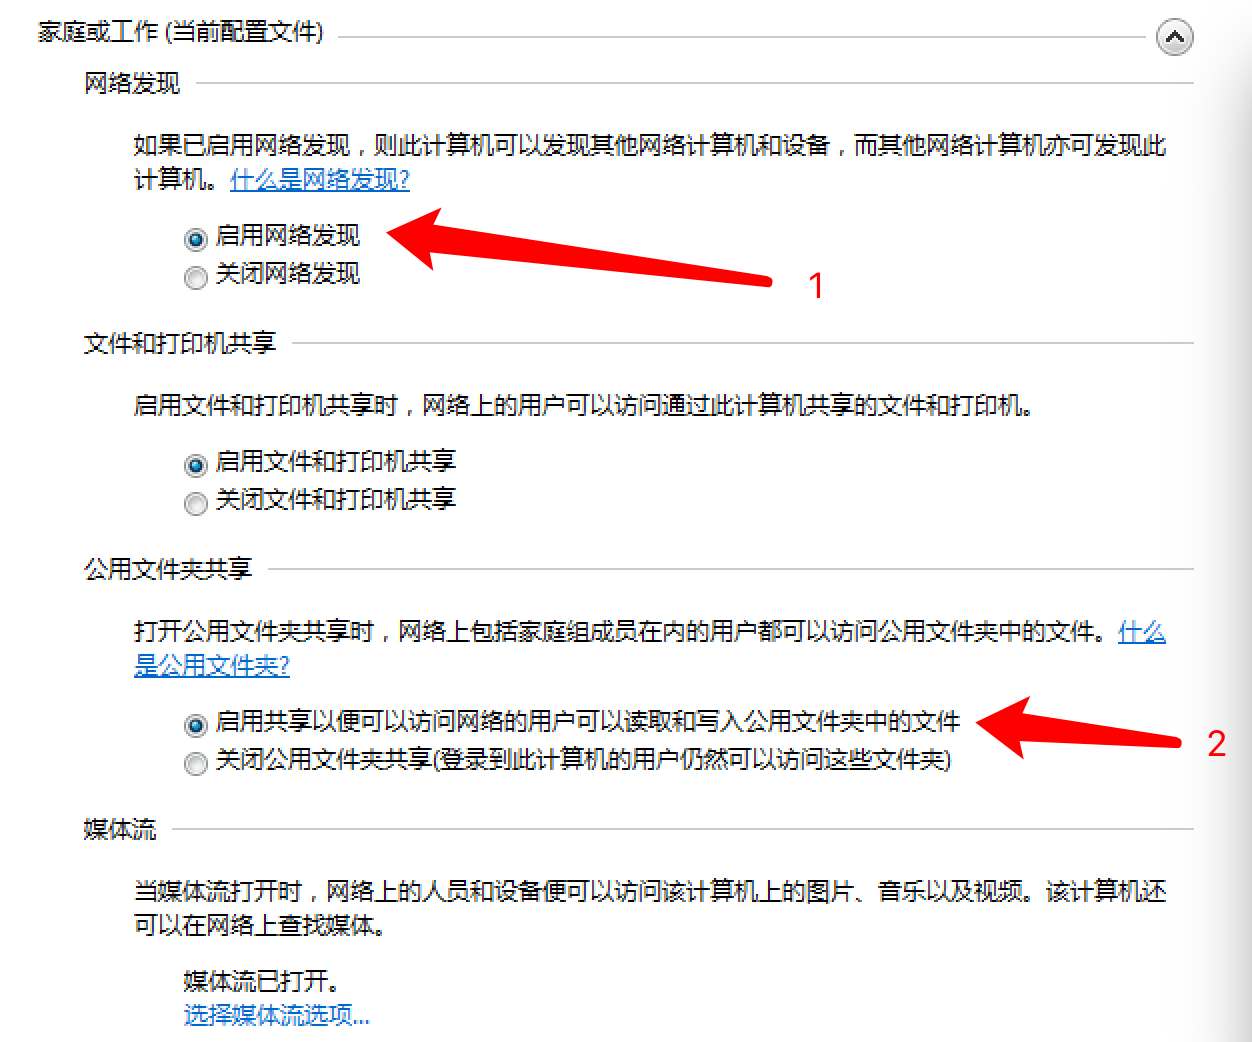 家庭或工作 (当前配置文件)
网络发现
如果已启用网络发现，则此计算机可以发现其他网络计算机和设备，而其他网络计算机亦可发现此
计算机。什么是网络发现?
启用网络发现
关闭网络发现
1
文件和打印机共享
启用文件和打印机共享时，网络上的用户可以访问通过此计算机共享的文件和打印机。
启用文件和打印机共享
关闭文件和打印机共享
公用文件夹共享
打开公用文件夹共享时，网络上包括家庭组成员在内的用户都可以访问公用文件夹中的文件。什么
是公用文件夹?
启用共享以便可以访问网络的用户可以读取和写入公用文件夹中的文件
2
关闭公用文件夹共享(登录到此计算机的用户仍然可以访问这些文件夹)
媒体流
当媒体流打开时，网络上的人员和设备便可以访问该计算机上的图片、音乐以及视频。该计算机还
可以在网络上查找媒体。
媒体流已打开。
选择媒体流选项...